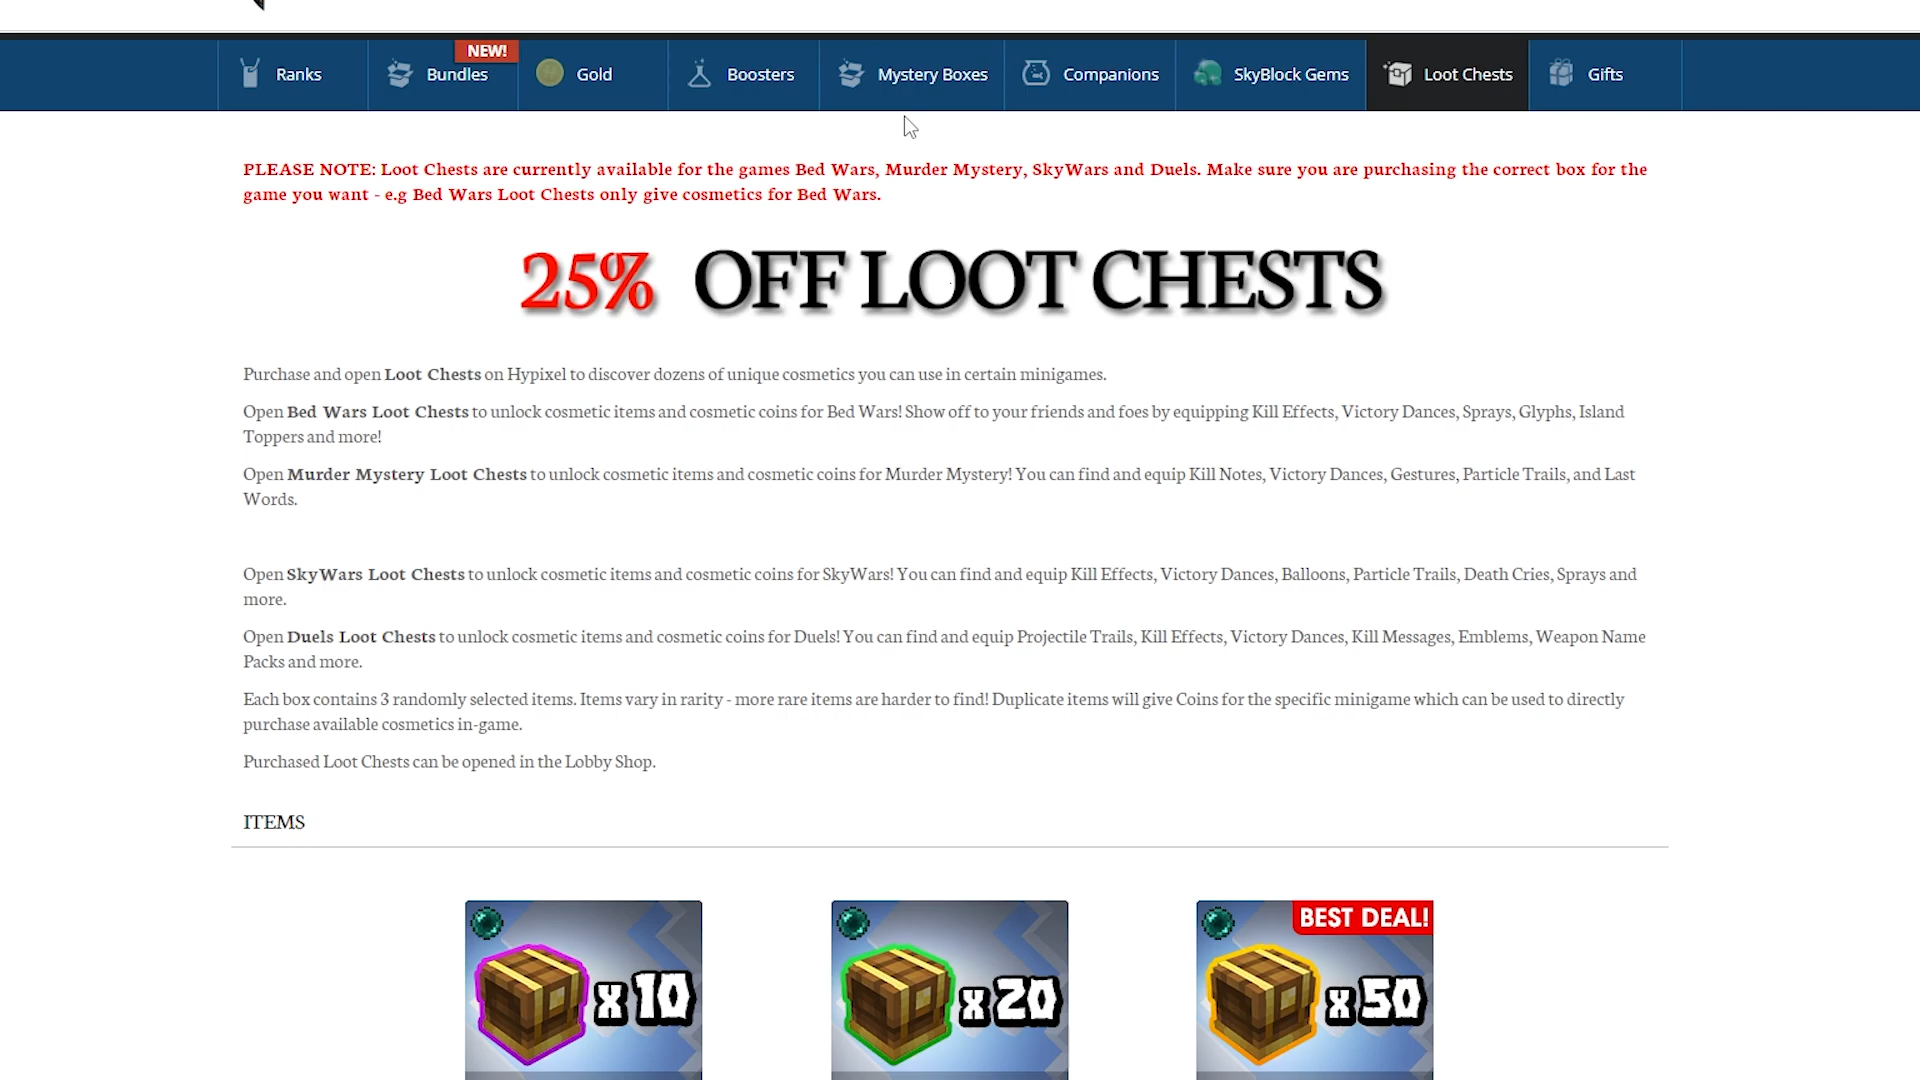 NEW!
Ranks Bundles Gold Boosters Mystery Boxes Companions SkyBlock Gems Loot Chests Gifts
PLEASE NOTE: Loot Chests are currently available for the games Bed Wars, Murder Mystery, SkyWars and Duels. Make sure you are purchasing the correct box for the
game you want - e.g Bed Wars Loot Chests only give cosmetics for Bed Wars.
25% OFF LOOT CHESTS
Purchase and open Loot Chests on Hypixel to discover dozens of unique cosmetics you can use in certain minigames.
Open Bed Wars Loot Chests to unlock cosmetic items and cosmetic coins for Bed Wars! Show off to your friends and foes by equipping Kill Effects, Victory Dances, Sprays, Glyphs, Island
Toppers and more!
Open Murder Mystery Loot Chests to unlock cosmetic items and cosmetic coins for Murder Mystery! You can find and equip Kill Notes, Victory Dances, Gestures, Particle Trails, and Last
Words.
Open SkyWars Loot Chests to unlock cosmetic items and cosmetic coins for SkyWars! You can find and equip Kill Effects, Victory Dances, Balloons, Particle Trails, Death Cries, Sprays and
more.
Open Duels Loot Chests to unlock cosmetic items and cosmetic coins for Duels! You can find and equip Projectile Trails, Kill Effects, Victory Dances, Kill Messages, Emblems, Weapon Name
Packs and more.
Each box contains 3 randomly selected items. Items vary in rarity - more rare items are harder to find! Duplicate items will give Coins for the specific minigame which can be used to directly
purchase available cosmetics in-game.
Purchased Loot Chests can be opened in the Lobby Shop.
ITEMS
BEST DEAL!
x10 x20 x50